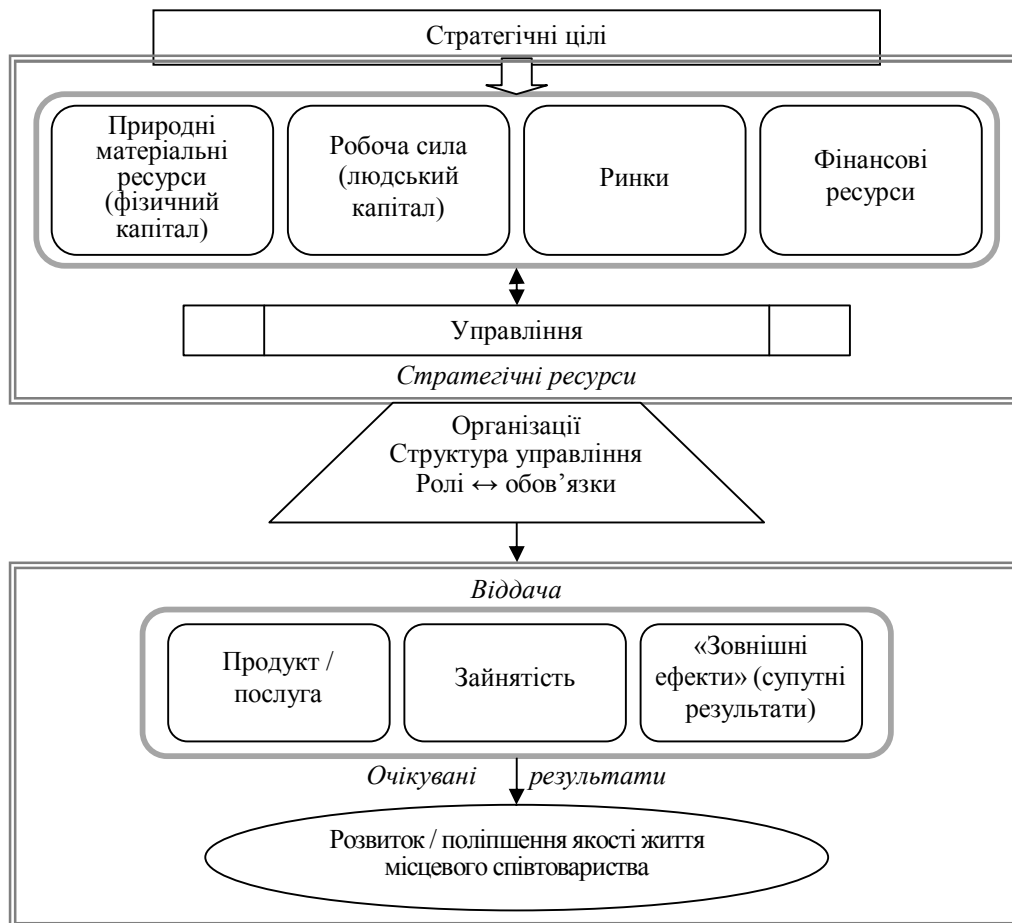 Стратегічні цілі
Природні
матеріальні
ресурси
(фізичний
капітал)
Робоча сила
(людський
капітал)
Ринки
Фінансові
ресурси
Управління
Стратегічні ресурси
Організації
Структура управління
Ролі ↔ обов’язки
Віддача
Продукт /
послуга
Зайнятість
«Зовнішні
ефекти» (супутні
результати)
Очікувані результати
Розвиток / поліпшення якості життя
місцевого співтовариства